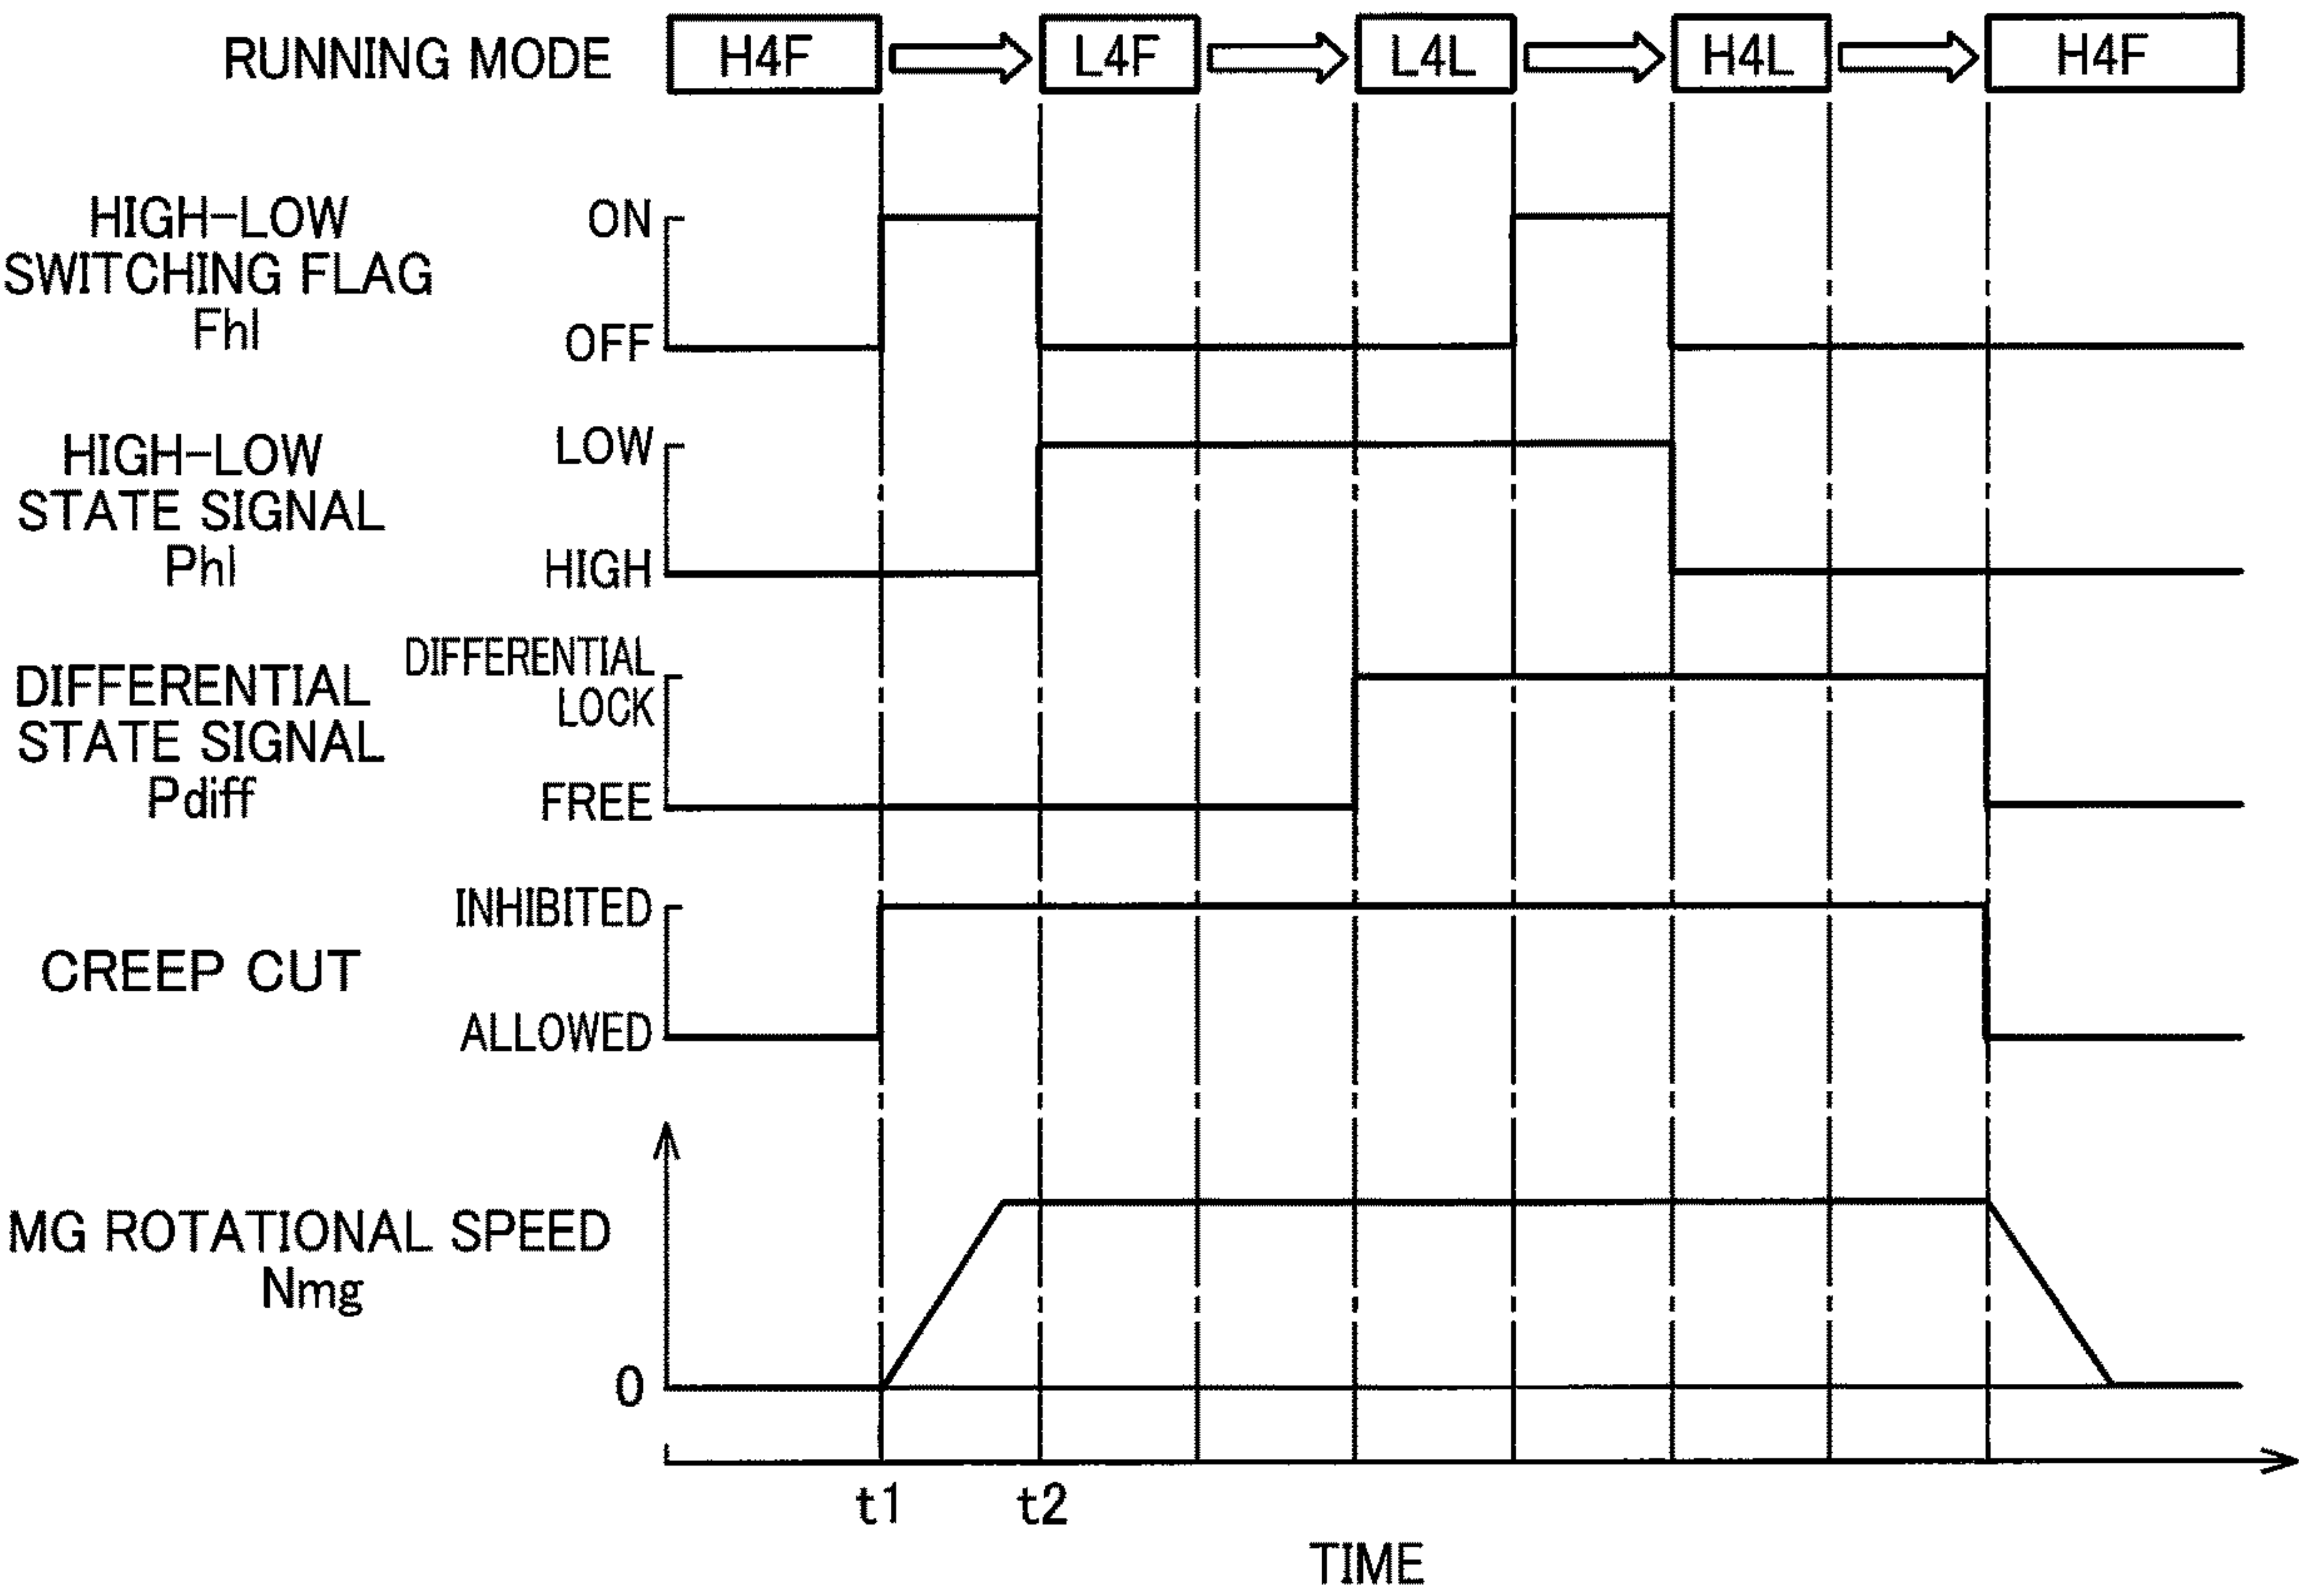 RUNNING MODE H4F L4F L4L H4L H4F
HIGH-LOW
SWITCHING FLAG
Fhl
ON
OFF
HIGH-LOW
STATE SIGNAL
Phl
LOW
HIGH
DIFFERENTIAL
STATE SIGNAL
Pdiff
DIFFERENTIAL
LOCK
FREE
CREEP CUT
INHIBITED
ALLOWED
MG ROTATIONAL SPEED
Nmg
0
t1 t2
TIME